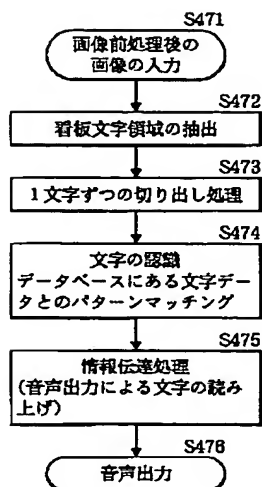 S471
画像前処理後の
画像の入力
S472
看板文字領域の抽出
S473
1文字ずつの切り出し処理
S474
文字の認識
データベースにある文字デー
タとのパターンマッチング
S475
情報伝達処理
(音声出力による文字の読み
上げ)
S476
音声出力